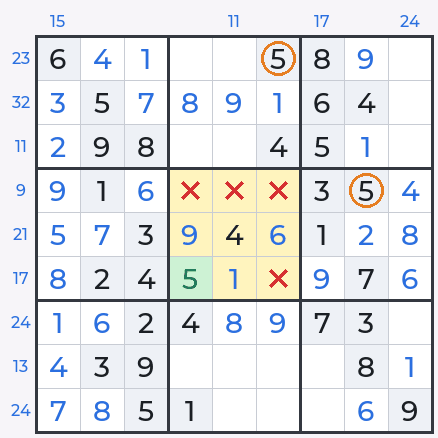 15 11 17 24
23 6 4 1 5 8 9
32 3 5 7 8 9 1 6 4
11 2 9 8 4 5 1
9 9 1 6 × × × 3 5 4
21 5 7 3 9 4 6 1 2 8
17 8 2 4 5 1 × 9 7 6
24 1 6 2 4 8 9 7 3
13 4 3 9 8 1
24 7 8 5 1 6 9